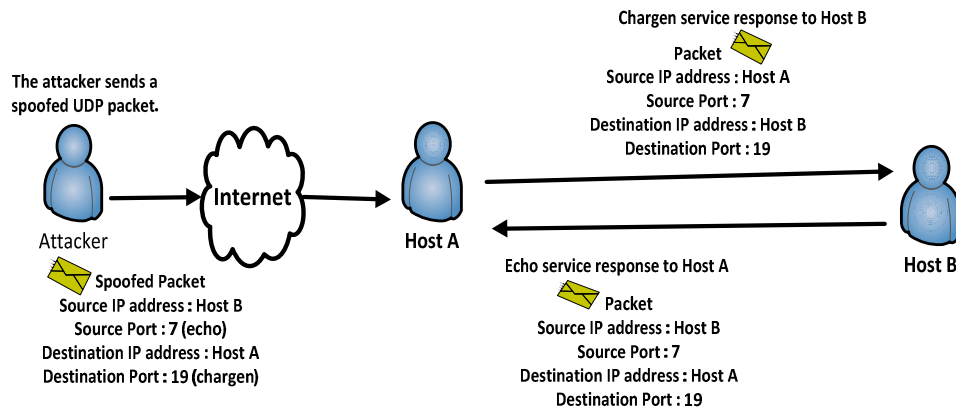 The attacker sends a
spoofed UDP packet.
Attacker
Spoofed Packet
Source IP address : Host B
Source Port : 7 (echo)
Destination IP address : Host A
Destination Port : 19 (chargen)
Internet
Host A
Chargen service response to Host B
Packet
Source IP address : Host A
Source Port : 7
Destination IP address : Host B
Destination Port : 19
Echo service response to Host A
Packet
Source IP address : Host B
Source Port : 7
Destination IP address : Host A
Destination Port : 19
Host B